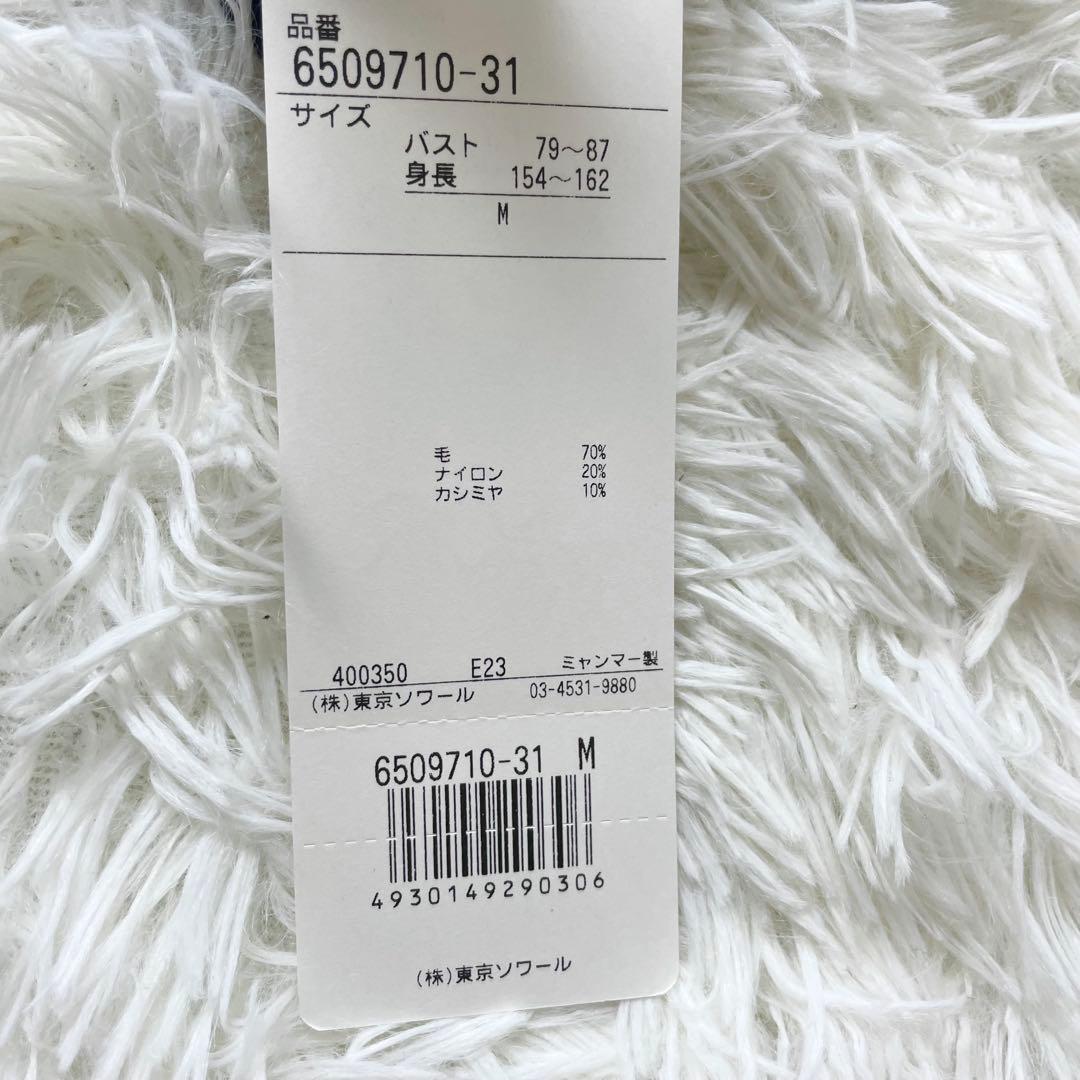 品番
6509710-31
サイズ
バスト 79～87
身長 154～162
M
毛 70%
ナイロン 20%
カシミヤ 10%
400350 E23 ミャンマー製
(株)東京ソワール 03-4531-9880
6509710-31 M
4930149290306
(株)東京ソワール